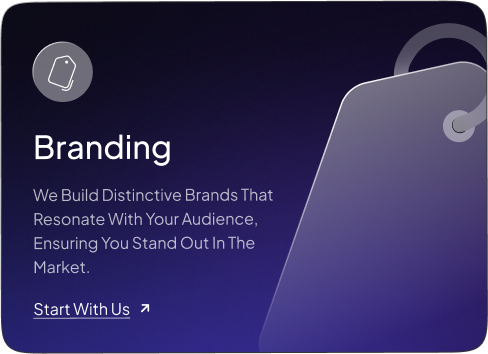 Branding
We Build Distinctive Brands That
Resonate With Your Audience,
Ensuring You Stand Out In The
Market.
Start With Us